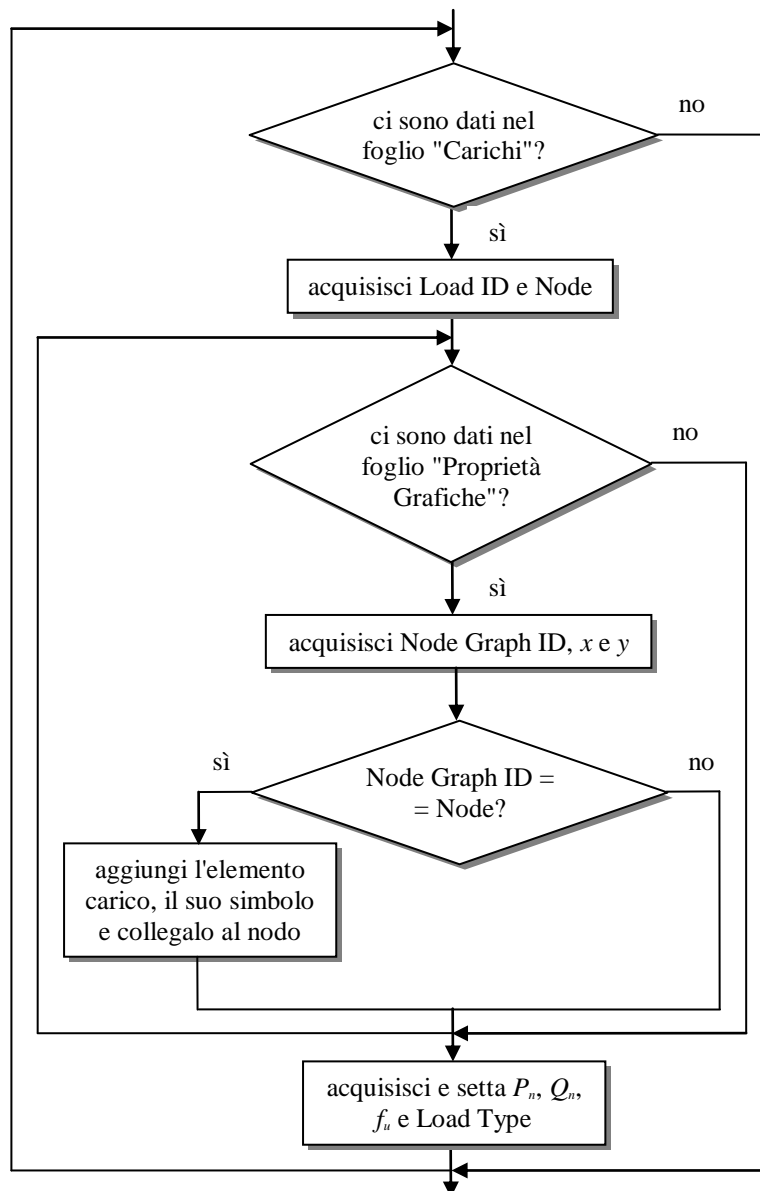 ci sono dati nel
foglio "Carichi"?
no
sì
acquisisci Load ID e Node
ci sono dati nel
foglio "Proprietà
Grafiche"?
no
sì
acquisisci Node Graph ID, x e y
sì
Node Graph ID =
= Node?
no
aggiungi l'elemento
carico, il suo simbolo
e collegalo al nodo
acquisisci e setta Pn, Qn,
fu e Load Type